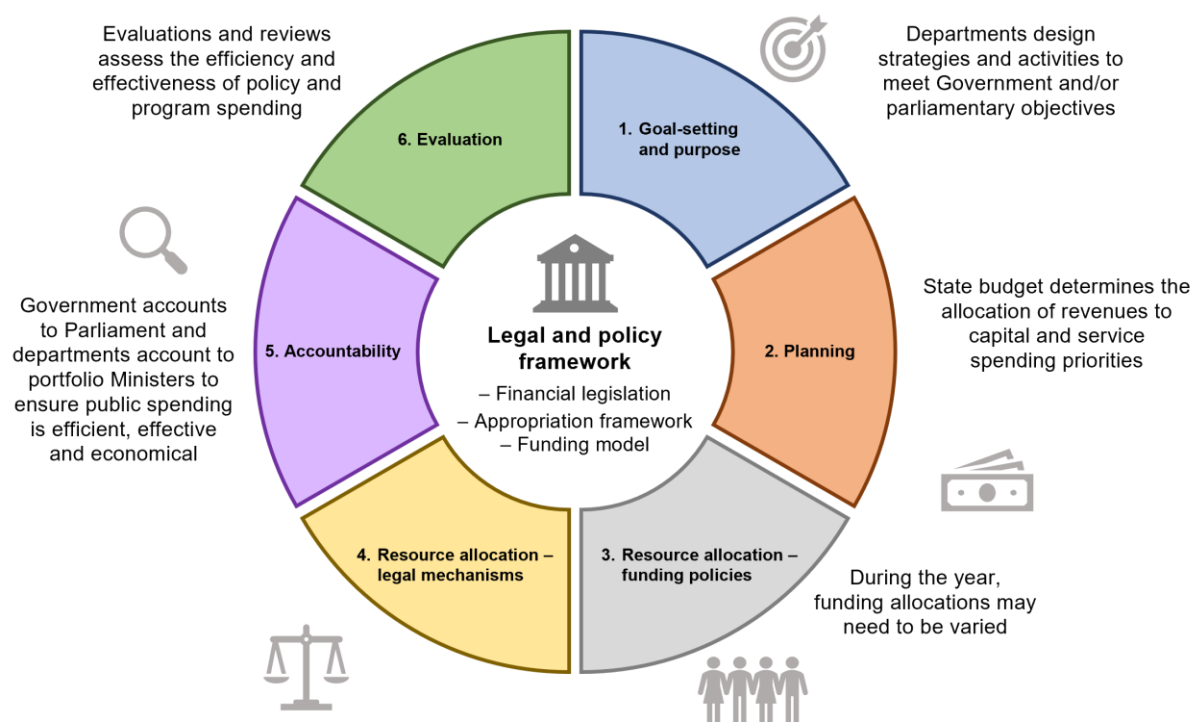 Evaluations and reviews
assess the efficiency and
effectiveness of policy and
program spending
Departments design
strategies and activities to
meet Government and/or
parliamentary objectives
6. Evaluation
1. Goal-setting
and purpose
Government accounts
to Parliament and
departments account to
portfolio Ministers to
ensure public spending
is efficient, effective
and economical
5. Accountability
Legal and policy
framework
– Financial legislation
– Appropriation framework
– Funding model
2. Planning
State budget determines the
allocation of revenues to
capital and service
spending priorities
4. Resource allocation –
legal mechanisms
3. Resource allocation –
funding policies
During the year,
funding allocations may
need to be varied